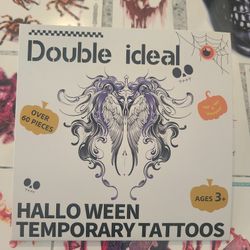 Double ideal
OVER
60 PIECES
AGES 3+
HALLO WEEN
TEMPORARY TATTOOS